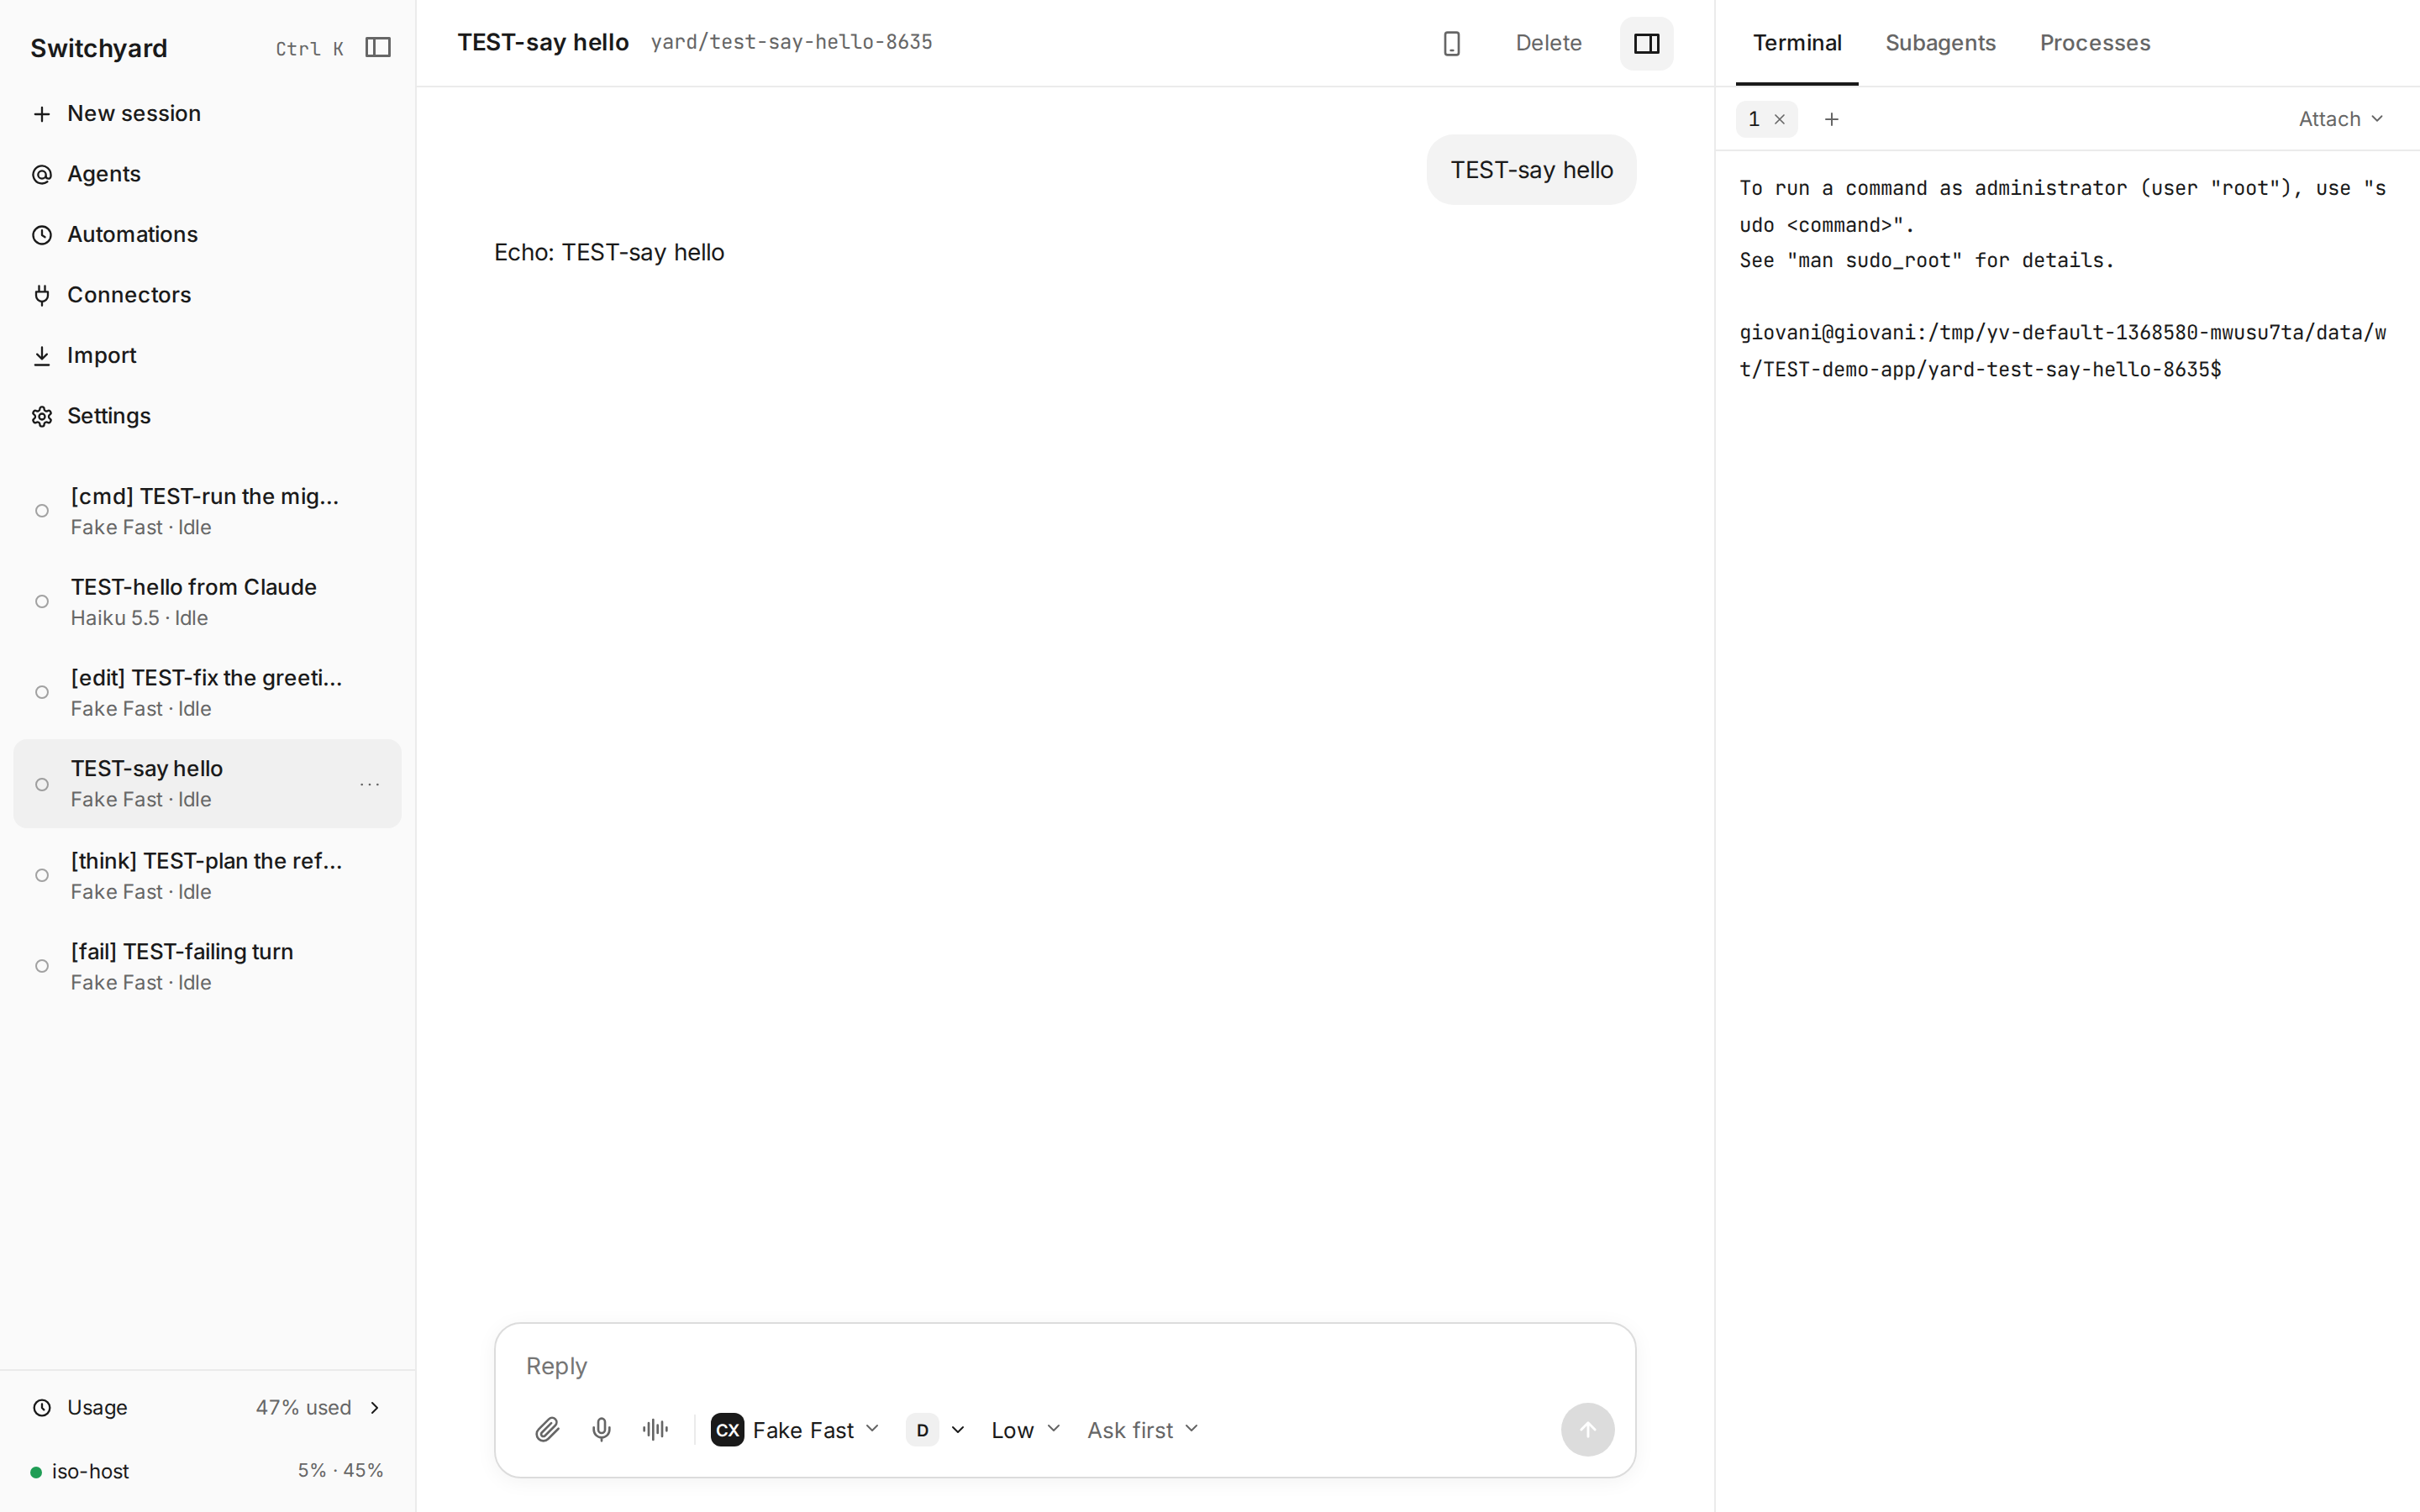 Switchyard
Ctrl K
New session
Agents
Automations
Connectors
Import
Settings
[cmd] TEST-run the mig...
Fake Fast · Idle
TEST-hello from Claude
Haiku 5.5 · Idle
[edit] TEST-fix the greeti...
Fake Fast · Idle
TEST-say hello
Fake Fast · Idle
[think] TEST-plan the ref...
Fake Fast · Idle
[fail] TEST-failing turn
Fake Fast · Idle
Usage 47% used
iso-host 5% · 45%
TEST-say hello yard/test-say-hello-8635
Delete
TEST-say hello
Echo: TEST-say hello
Reply
CX Fake Fast D Low Ask first
Terminal Subagents Processes
1
Attach
To run a command as administrator (user "root"), use "s
udo <command>".
See "man sudo_root" for details.
giovani@giovani:/tmp/yv-default-1368580-mwusu7ta/data/w
t/TEST-demo-app/yard-test-say-hello-8635$